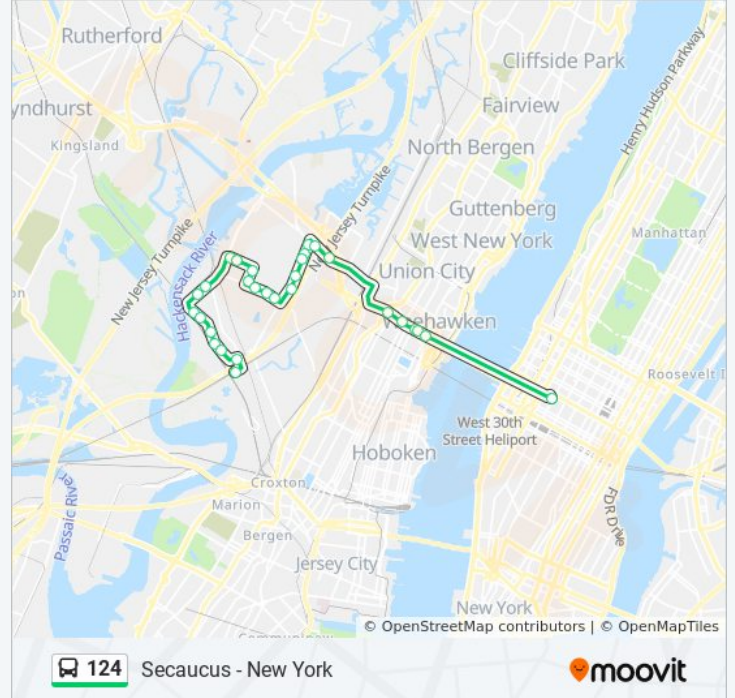 Rutherford
Cliffside Park
Henry Hudson Parkway
yndhurst
Fairview
Kingsland
North Bergen
New Jersey Turnpike
Guttenberg
Manhattan
West New York
New Jersey Turnpike
Hackensack River
Union City
on
Weehawken
Roosevelt I
West 30th
Street Heliport
Hoboken
Croxton
Passaic River
Marion
FDR Drive
Bergen
Jersey City
New York
© OpenStreetMap contributors | © OpenMapTiles
124 Secaucus - New York
moovit